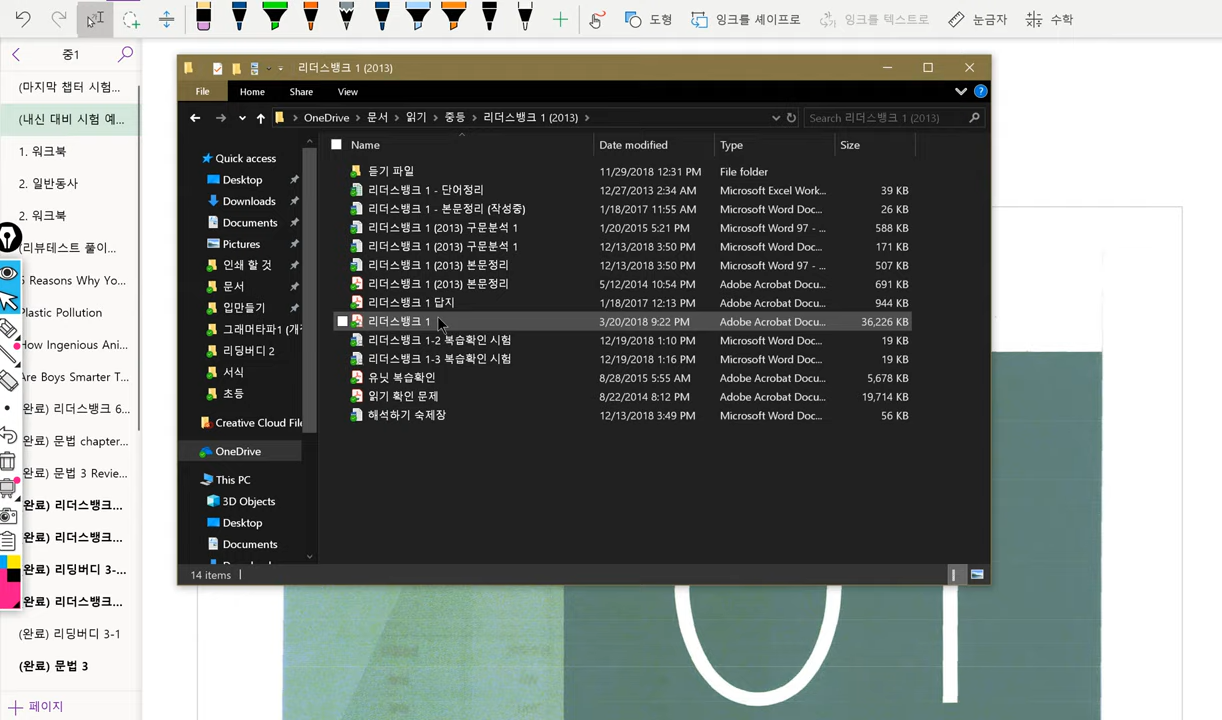 도형
잉크를 셰이프로
잉크를 텍스트로
눈금자
수학
중1
(마지막 챕터 시험...
(내신 대비 시험 예...
1. 워크북
2. 일반동사
2. 워크북
(리뷰테스트 풀이...
Reasons Why Yo...
Plastic Pollution
How Ingenious Ani...
Are Boys Smarter T...
완료) 리더스뱅크 6...
완료) 문법 chapter...
완료) 문법 3 Revie...
완료) 리더스뱅크...
완료) 리더스뱅크...
완료) 리딩버디 3-...
완료) 리더스뱅크...
(완료) 리딩버디 3-1
(완료) 문법 3
페이지
리더스뱅크 1 (2013)
File Home Share View
OneDrive 문서 읽기 중등 리더스뱅크 1 (2013)
Search 리더스뱅크 1 (2013)
Quick access
Desktop
Downloads
Documents
Pictures
인쇄 할 것
문서
입만들기
그래머타파1 (개정
리딩버디 2
서식
초등
Creative Cloud File
OneDrive
This PC
3D Objects
Desktop
Documents
Name Date modified Type Size
듣기 파일 11/29/2018 12:31 PM File folder
리더스뱅크 1 - 단어정리 12/27/2013 2:34 AM Microsoft Excel Work... 39 KB
리더스뱅크 1 - 본문정리 (작성중) 1/18/2017 11:55 AM Microsoft Word Doc... 26 KB
리더스뱅크 1 (2013) 구문분석 1 1/20/2015 5:21 PM Microsoft Word 97 - ... 588 KB
리더스뱅크 1 (2013) 구문분석 1 12/13/2018 3:50 PM Microsoft Word Doc... 171 KB
리더스뱅크 1 (2013) 본문정리 12/13/2018 3:50 PM Microsoft Word 97 - ... 507 KB
리더스뱅크 1 (2013) 본문정리 5/12/2014 10:54 PM Adobe Acrobat Docu... 691 KB
리더스뱅크 1 답지 1/18/2017 12:13 PM Adobe Acrobat Docu... 944 KB
리더스뱅크 1 3/20/2018 9:22 PM Adobe Acrobat Docu... 36,226 KB
리더스뱅크 1-2 복습확인 시험 12/19/2018 1:10 PM Microsoft Word Doc... 19 KB
리더스뱅크 1-3 복습확인 시험 12/19/2018 1:16 PM Microsoft Word Doc... 19 KB
유닛 복습확인 8/28/2015 5:55 AM Adobe Acrobat Docu... 5,678 KB
읽기 확인 문제 8/22/2014 8:12 PM Adobe Acrobat Docu... 19,714 KB
해석하기 숙제장 12/13/2018 3:49 PM Microsoft Word Doc... 56 KB
14 items